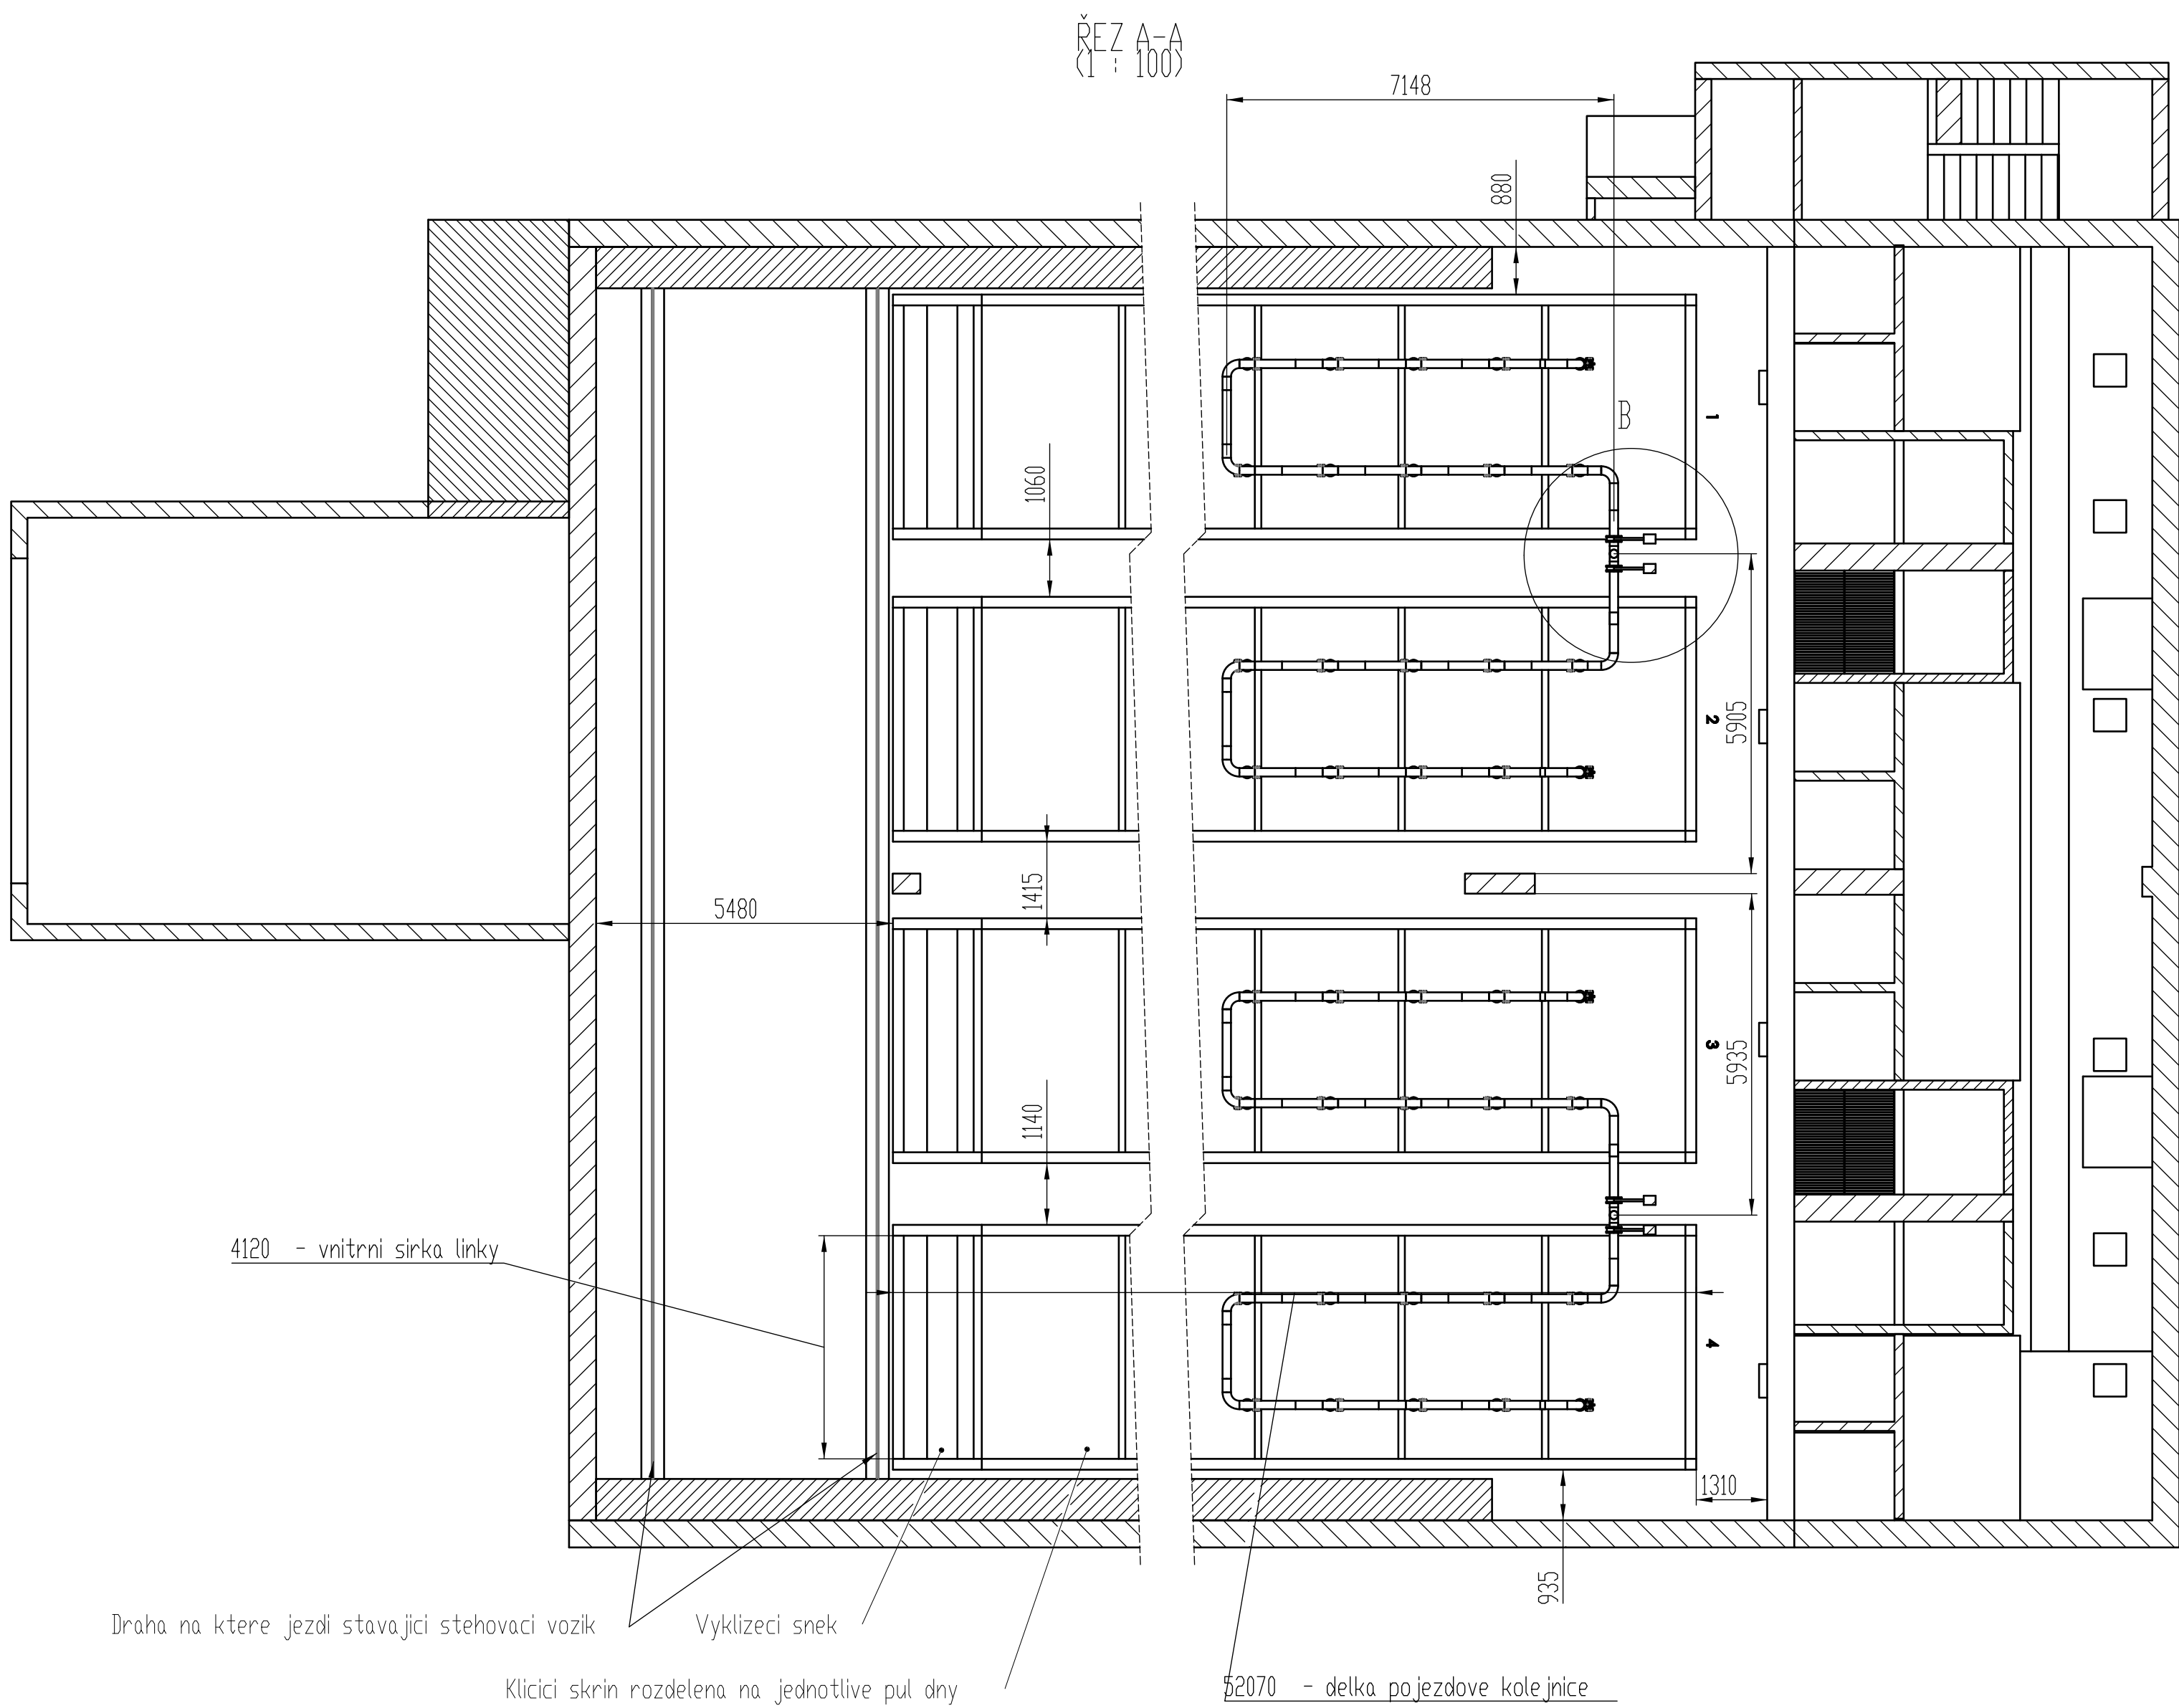 ŘEZ A-A
(1 : 100)
7148
880
B
1
1060
5905
2
1415
5480
3
5935
1140
4120 - vnitrni sirka linky
4
1310
935
Draha na ktere jezdi stavajici stehovaci vozik
Vyklizeci snek
Klicici skrin rozdelena na jednotlive pul dny
52070 - delka pojezdove kolejnice